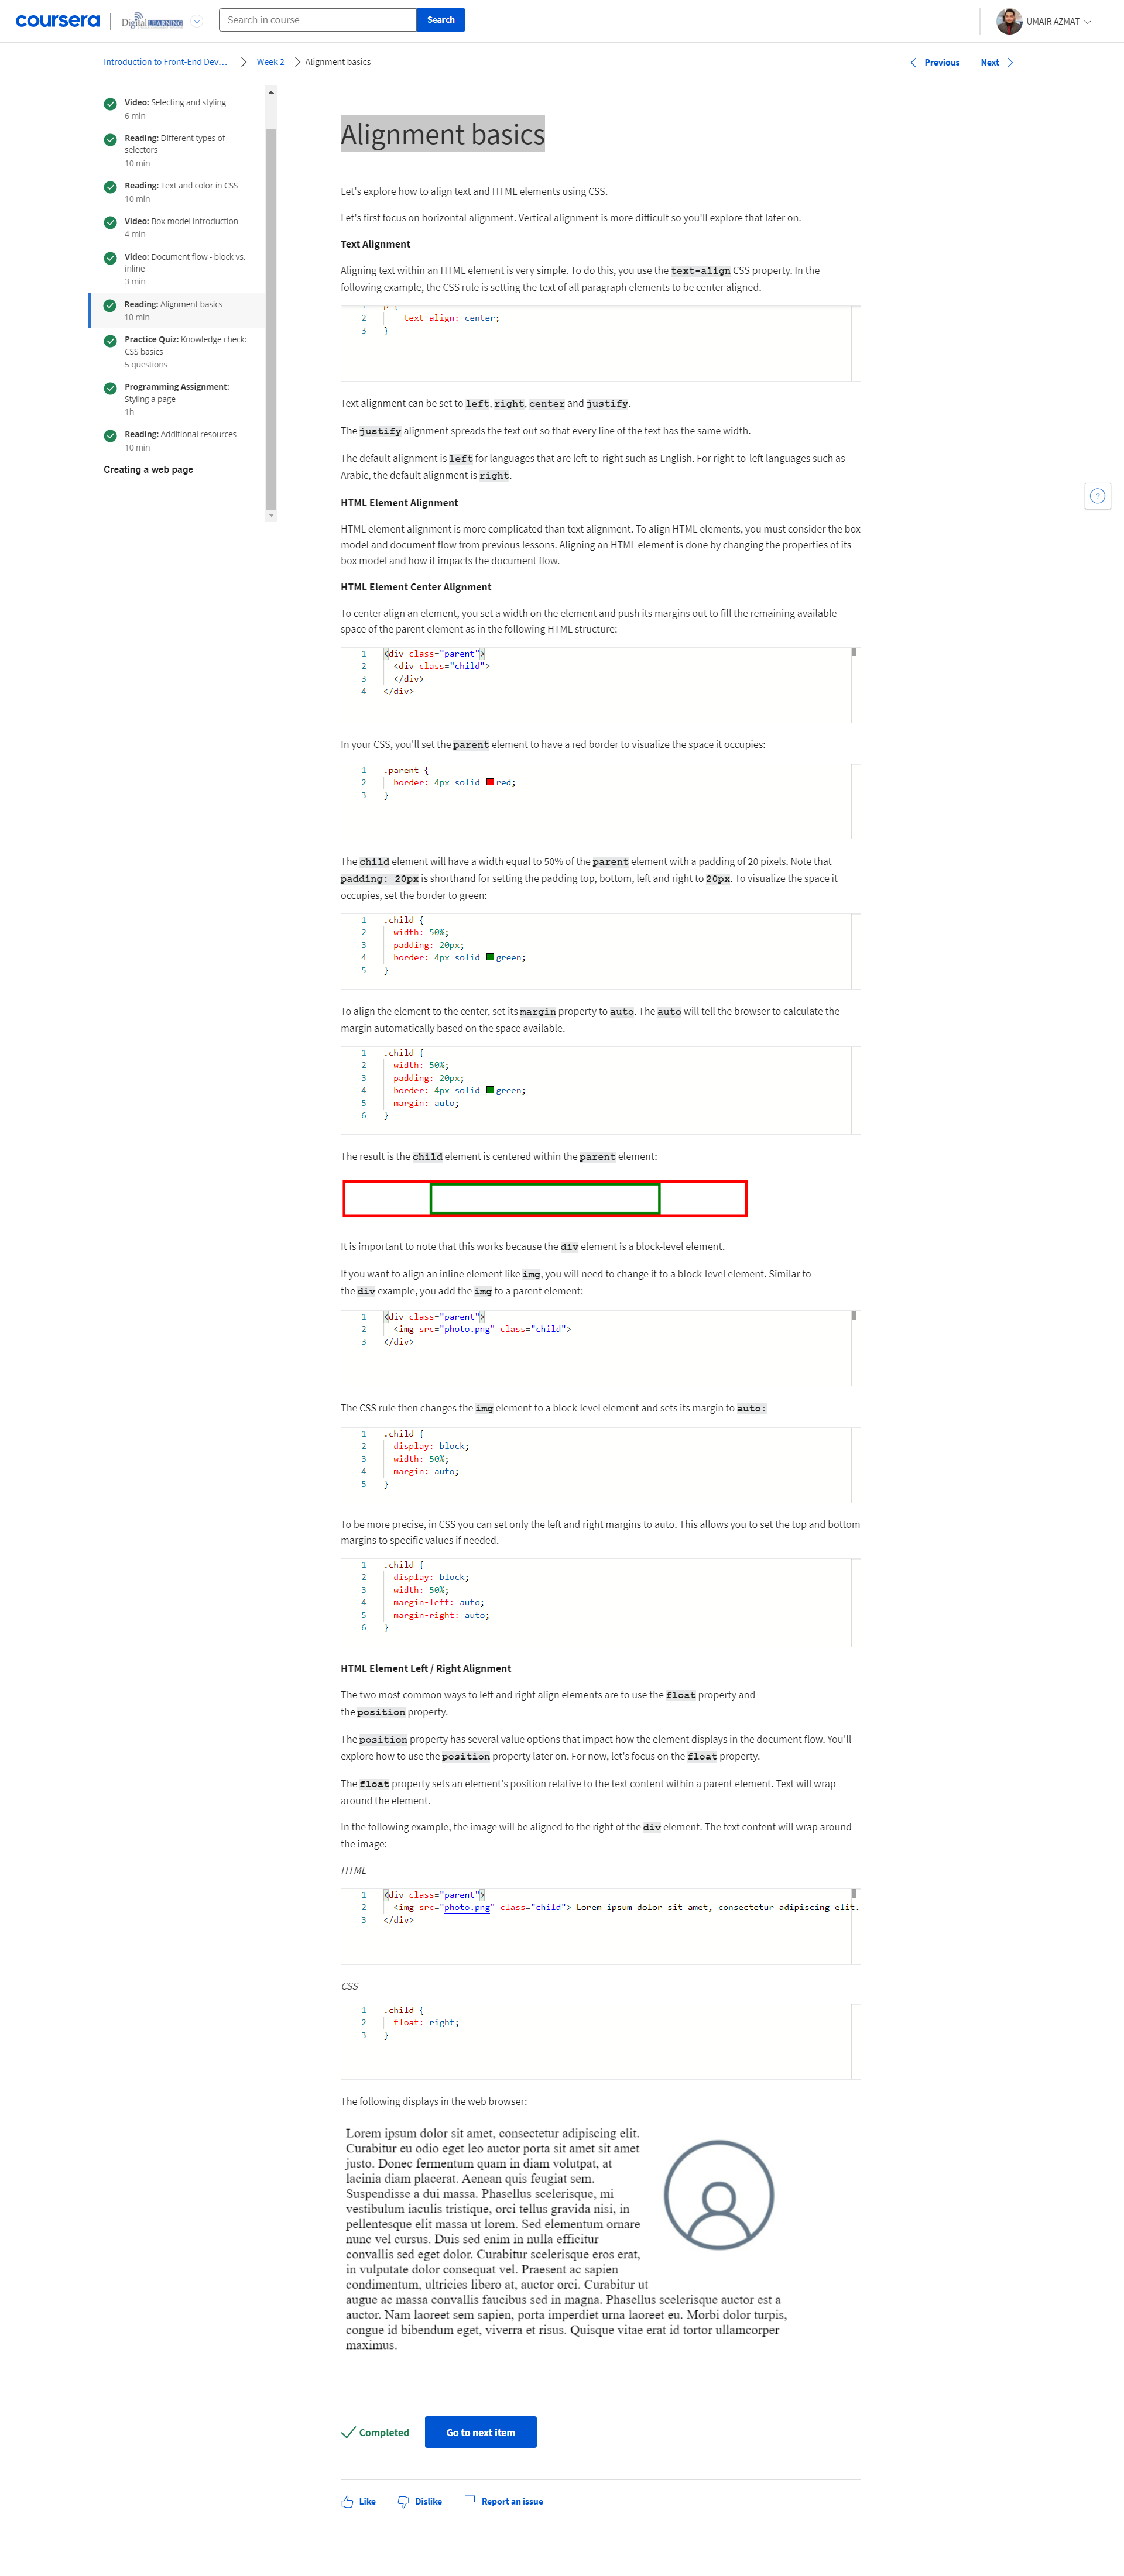 coursera
Digital LEARNING
Search in course
Search
UMAIR AZMAT
Introduction to Front-End Dev…
Week 2
Alignment basics
Previous
Next
Video: Selecting and styling
6 min
Reading: Different types of
selectors
10 min
Reading: Text and color in CSS
10 min
Video: Box model introduction
4 min
Video: Document flow - block vs.
inline
3 min
Reading: Alignment basics
10 min
Practice Quiz: Knowledge check:
CSS basics
5 questions
Programming Assignment:
Styling a page
1h
Reading: Additional resources
10 min
Creating a web page
Alignment basics
Let's explore how to align text and HTML elements using CSS.
Let's first focus on horizontal alignment. Vertical alignment is more difficult so you'll explore that later on.
Text Alignment
Aligning text within an HTML element is very simple. To do this, you use the text-align CSS property. In the
following example, the CSS rule is setting the text of all paragraph elements to be center aligned.
1 p {
2 text-align: center;
3 }
Text alignment can be set to left, right, center and justify.
The justify alignment spreads the text out so that every line of the text has the same width.
The default alignment is left for languages that are left-to-right such as English. For right-to-left languages such as
Arabic, the default alignment is right.
HTML Element Alignment
HTML element alignment is more complicated than text alignment. To align HTML elements, you must consider the box
model and document flow from previous lessons. Aligning an HTML element is done by changing the properties of its
box model and how it impacts the document flow.
HTML Element Center Alignment
To center align an element, you set a width on the element and push its margins out to fill the remaining available
space of the parent element as in the following HTML structure:
1 <div class="parent">
2 <div class="child">
3 </div>
4 </div>
In your CSS, you'll set the parent element to have a red border to visualize the space it occupies:
1 .parent {
2 border: 4px solid red;
3 }
The child element will have a width equal to 50% of the parent element with a padding of 20 pixels. Note that
padding: 20px is shorthand for setting the padding top, bottom, left and right to 20px. To visualize the space it
occupies, set the border to green:
1 .child {
2 width: 50%;
3 padding: 20px;
4 border: 4px solid green;
5 }
To align the element to the center, set its margin property to auto. The auto will tell the browser to calculate the
margin automatically based on the space available.
1 .child {
2 width: 50%;
3 padding: 20px;
4 border: 4px solid green;
5 margin: auto;
6 }
The result is the child element is centered within the parent element:
It is important to note that this works because the div element is a block-level element.
If you want to align an inline element like img, you will need to change it to a block-level element. Similar to
the div example, you add the img to a parent element:
1 <div class="parent">
2 <img src="photo.png" class="child">
3 </div>
The CSS rule then changes the img element to a block-level element and sets its margin to auto:
1 .child {
2 display: block;
3 width: 50%;
4 margin: auto;
5 }
To be more precise, in CSS you can set only the left and right margins to auto. This allows you to set the top and bottom
margins to specific values if needed.
1 .child {
2 display: block;
3 width: 50%;
4 margin-left: auto;
5 margin-right: auto;
6 }
HTML Element Left / Right Alignment
The two most common ways to left and right align elements are to use the float property and
the position property.
The position property has several value options that impact how the element displays in the document flow. You'll
explore how to use the position property later on. For now, let's focus on the float property.
The float property sets an element's position relative to the text content within a parent element. Text will wrap
around the element.
In the following example, the image will be aligned to the right of the div element. The text content will wrap around
the image:
HTML
1 <div class="parent">
2 <img src="photo.png" class="child"> Lorem ipsum dolor sit amet, consectetur adipiscing elit.
3 </div>
CSS
1 .child {
2 float: right;
3 }
The following displays in the web browser:
Lorem ipsum dolor sit amet, consectetur adipiscing elit.
Curabitur eu odio eget leo auctor porta sit amet sit amet
justo. Donec fermentum quam in diam volutpat, at
lacinia diam placerat. Aenean quis feugiat sem.
Suspendisse a dui massa. Phasellus scelerisque, mi
vestibulum iaculis tristique, orci tellus gravida nisi, in
pellentesque elit massa ut lorem. Sed elementum ornare
nunc vel cursus. Duis sed enim in nulla efficitur
convallis sed eget dolor. Curabitur scelerisque eros erat,
in vulputate dolor consequat vel. Praesent ac sapien
condimentum, ultricies libero at, auctor orci. Curabitur ut
augue ac massa convallis faucibus sed in magna. Phasellus scelerisque auctor est a
auctor. Nam laoreet sem sapien, porta imperdiet urna laoreet eu. Morbi dolor turpis,
congue id bibendum eget, viverra et risus. Quisque vitae erat id tortor ullamcorper
maximus.
Completed
Go to next item
Like
Dislike
Report an issue